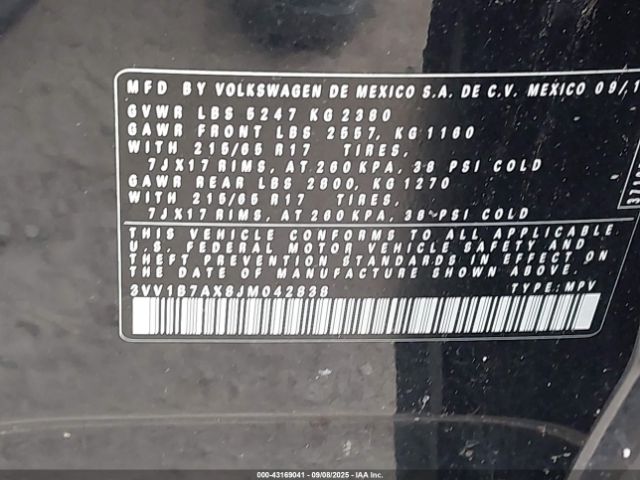 MFD BY VOLKSWAGEN DE MEXICO S.A. DE C.V. MEXICO 09/1
GVWR LBS 5247 KG 2380
GAWR FRONT LBS 2557, KG 1160
WITH 215/65 R17 TIRES,
7JX17 RIMS, AT 260 KPA, 38 PSI COLD
GAWR REAR LBS 2800, KG 1270
WITH 215/65 R17 TIRES,
7JX17 RIMS, AT 260 KPA, 38 PSI COLD
THIS VEHICLE CONFORMS TO ALL APPLICABLE
U.S. FEDERAL MOTOR VEHICLE SAFETY AND
THEFT PREVENTION STANDARDS IN EFFECT ON
THE DATE OF MANUFACTURE SHOWN ABOVE.
3VV1B7AX8JM042838 TYPE: MPV
000-43169041 - 09/08/2025 - IAA Inc.